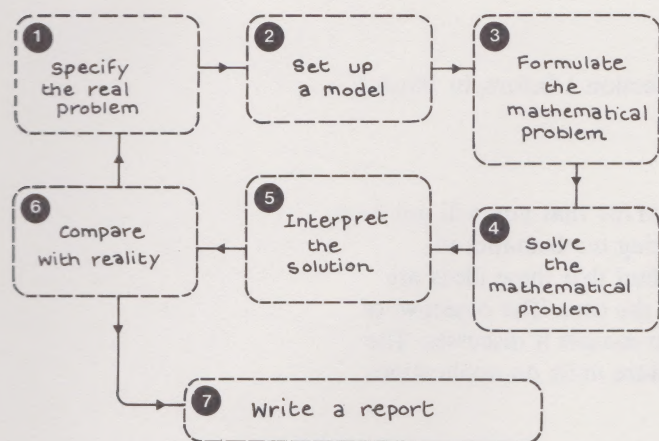 1
Specify
the real
problem
2
Set up
a model
3
Formulate
the
mathematical
problem
4
Solve
the
mathematical
problem
5
Interpret
the
solution
6
Compare
with reality
7
Write a report